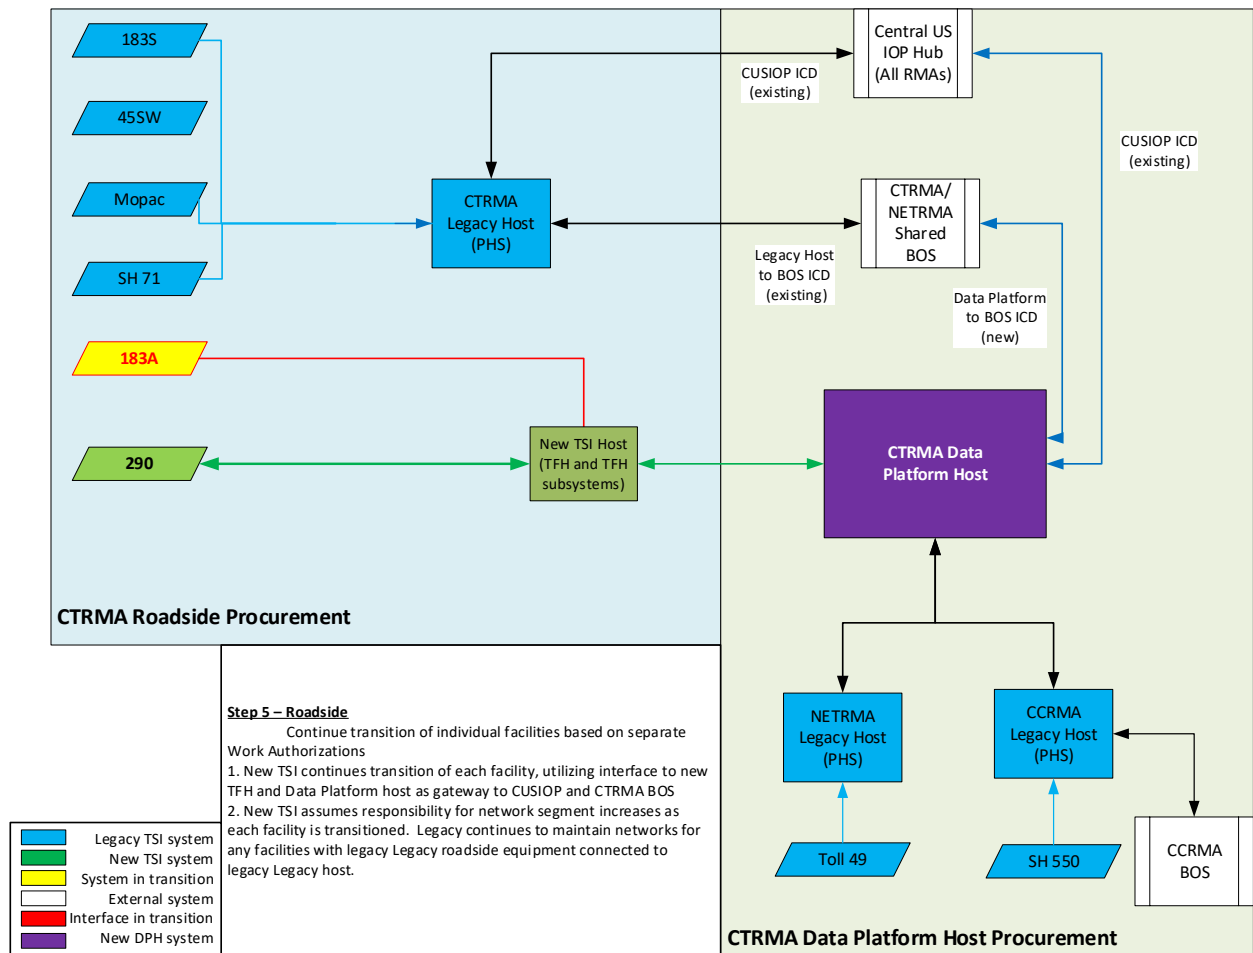 183S
45SW
Mopac
SH 71
183A
290
CTRMA
Legacy Host
(PHS)
New TSI Host
(TFH and TFH
subsystems)
CTRMA Roadside Procurement
Central US
IOP Hub
(All RMAs)
CUSIOP ICD
(existing)
CUSIOP ICD
(existing)
CTRMA/
NETRMA
Shared
BOS
Legacy Host
to BOS ICD
(existing)
Data Platform
to BOS ICD
(new)
CTRMA Data
Platform Host
NETRMA
Legacy Host
(PHS)
CCRMA
Legacy Host
(PHS)
Toll 49
SH 550
CCRMA
BOS
CTRMA Data Platform Host Procurement
Step 5 – Roadside
Continue transition of individual facilities based on separate
Work Authorizations
1. New TSI continues transition of each facility, utilizing interface to new
TFH and Data Platform host as gateway to CUSIOP and CTRMA BOS
2. New TSI assumes responsibility for network segment increases as
each facility is transitioned.  Legacy continues to maintain networks for
any facilities with legacy Legacy roadside equipment connected to
legacy Legacy host.
Legacy TSI system
New TSI system
System in transition
External system
Interface in transition
New DPH system